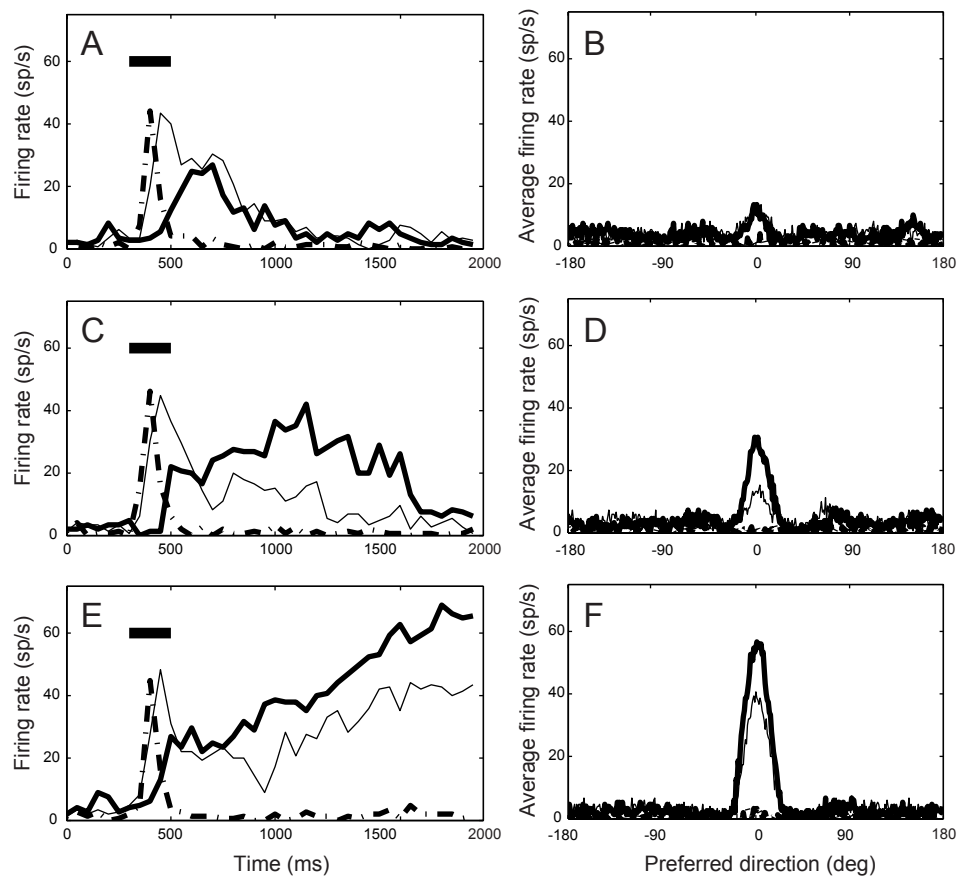 A
Firing rate (sp/s)
60
40
20
0
0 500 1000 1500 2000
B
Average firing rate (sp/s)
60
40
20
0
-180 -90 0 90 180
C
Firing rate (sp/s)
60
40
20
0
0 500 1000 1500 2000
D
Average firing rate (sp/s)
60
40
20
0
-180 -90 0 90 180
E
Firing rate (sp/s)
60
40
20
0
0 500 1000 1500 2000
Time (ms)
F
Average firing rate (sp/s)
60
40
20
0
-180 -90 0 90 180
Preferred direction (deg)